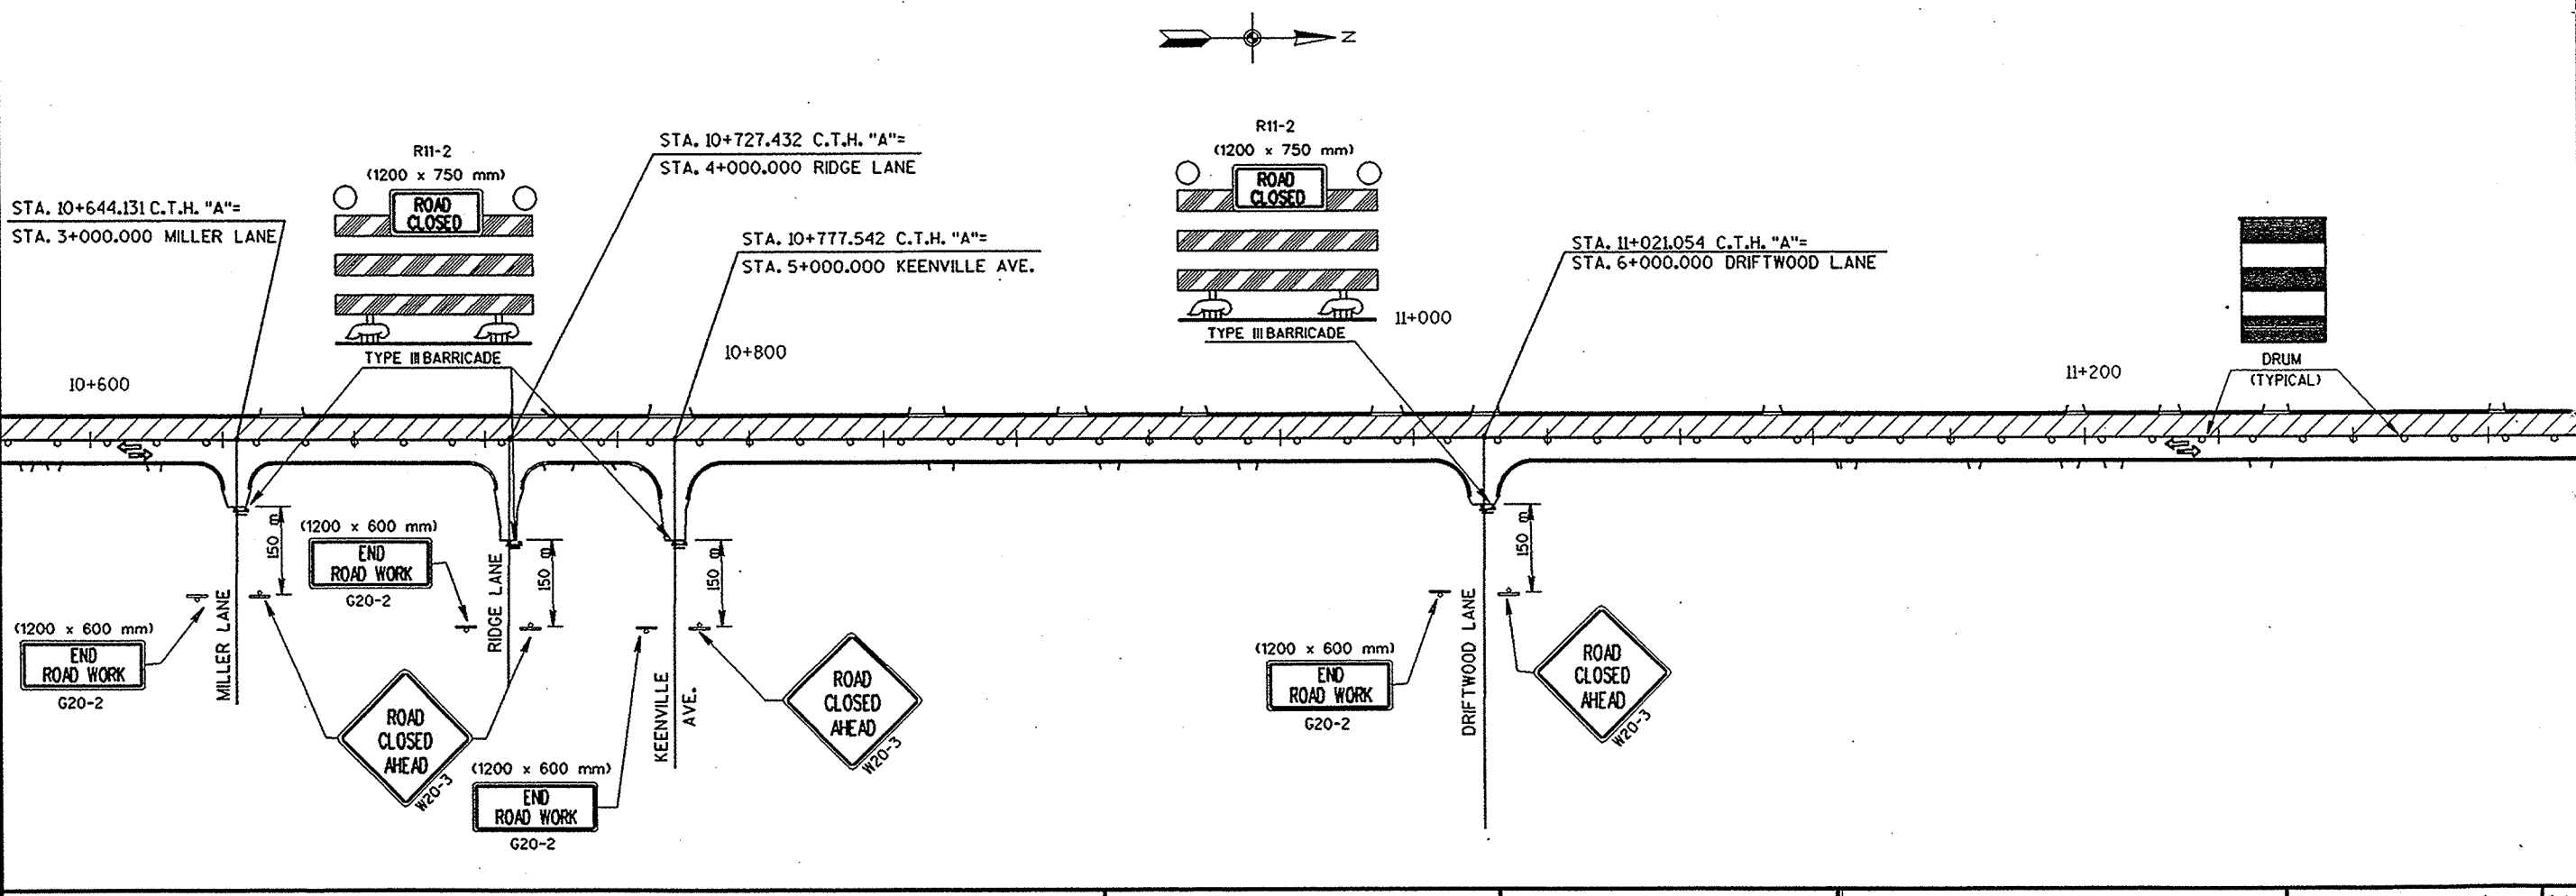 N
R11-2
(1200 x 750 mm)
ROAD
CLOSED
TYPE III BARRICADE
STA. 10+644.131 C.T.H. "A"=
STA. 3+000.000 MILLER LANE
STA. 10+727.432 C.T.H. "A"=
STA. 4+000.000 RIDGE LANE
STA. 10+777.542 C.T.H. "A"=
STA. 5+000.000 KEENVILLE AVE.
R11-2
(1200 x 750 mm)
ROAD
CLOSED
TYPE III BARRICADE
STA. 11+021.054 C.T.H. "A"=
STA. 6+000.000 DRIFTWOOD LANE
DRUM
(TYPICAL)
10+600
10+800
11+000
11+200
150 m
(1200 x 600 mm)
END
ROAD WORK
G20-2
MILLER LANE
(1200 x 600 mm)
END
ROAD WORK
G20-2
RIDGE LANE
150 m
ROAD
CLOSED
AHEAD
W20-3
(1200 x 600 mm)
END
ROAD WORK
G20-2
KEENVILLE
AVE.
150 m
ROAD
CLOSED
AHEAD
W20-3
(1200 x 600 mm)
END
ROAD WORK
G20-2
DRIFTWOOD LANE
150 m
ROAD
CLOSED
AHEAD
W20-3